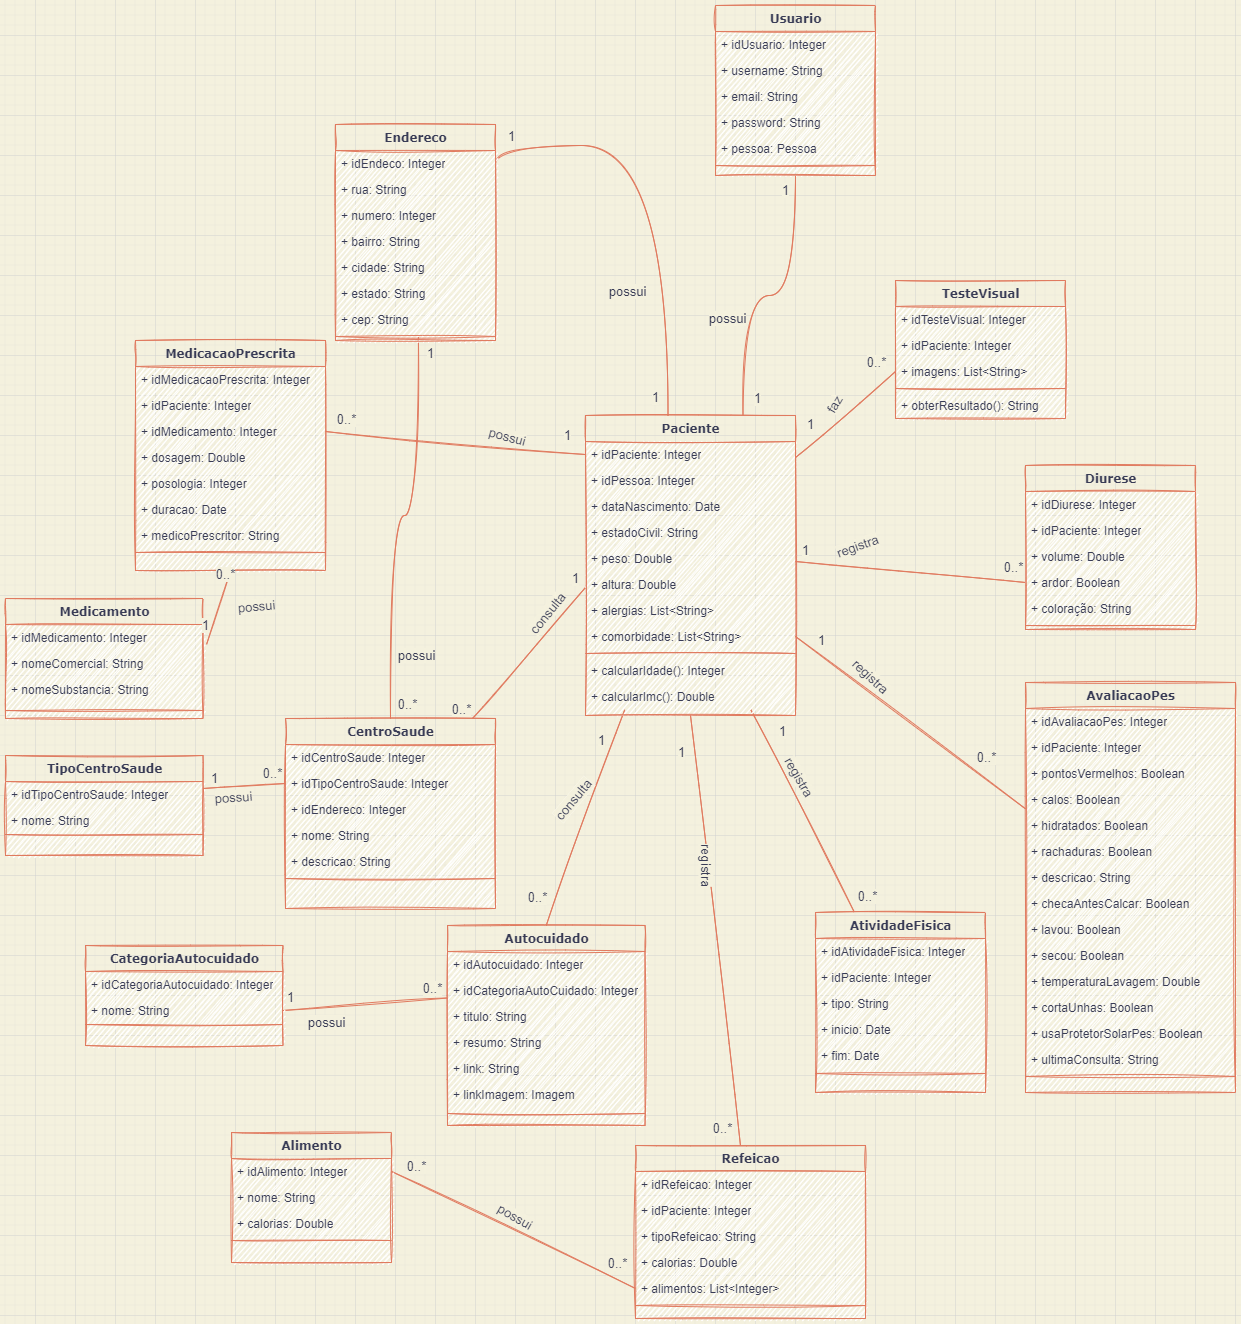 Usuario
+ idUsuario: Integer
+ username: String
+ email: String
+ password: String
+ pessoa: Pessoa
1
possui
1
Endereco
+ idEndeco: Integer
+ rua: String
+ numero: Integer
+ bairro: String
+ cidade: String
+ estado: String
+ cep: String
1
possui
1
1
possui
0..*
TesteVisual
+ idTesteVisual: Integer
+ idPaciente: Integer
+ imagens: List<String>
+ obterResultado(): String
0..*
faz
1
MedicacaoPrescrita
+ idMedicacaoPrescrita: Integer
+ idPaciente: Integer
+ idMedicamento: Integer
+ dosagem: Double
+ posologia: Integer
+ duracao: Date
+ medicoPrescritor: String
0..*
possui
1
0..*
possui
1
Paciente
+ idPaciente: Integer
+ idPessoa: Integer
+ dataNascimento: Date
+ estadoCivil: String
+ peso: Double
+ altura: Double
+ alergias: List<String>
+ comorbidade: List<String>
+ calcularIdade(): Integer
+ calcularImc(): Double
Diurese
+ idDiurese: Integer
+ idPaciente: Integer
+ volume: Double
+ ardor: Boolean
+ coloração: String
1
registra
0..*
Medicamento
+ idMedicamento: Integer
+ nomeComercial: String
+ nomeSubstancia: String
1
consulta
0..*
1
registra
0..*
AvaliacaoPes
+ idAvaliacaoPes: Integer
+ idPaciente: Integer
+ pontosVermelhos: Boolean
+ calos: Boolean
+ hidratados: Boolean
+ rachaduras: Boolean
+ descricao: String
+ checaAntesCalcar: Boolean
+ lavou: Boolean
+ secou: Boolean
+ temperaturaLavagem: Double
+ cortaUnhas: Boolean
+ usaProtetorSolarPes: Boolean
+ ultimaConsulta: String
CentroSaude
+ idCentroSaude: Integer
+ idTipoCentroSaude: Integer
+ idEndereco: Integer
+ nome: String
+ descricao: String
TipoCentroSaude
+ idTipoCentroSaude: Integer
+ nome: String
1
possui
0..*
1
consulta
0..*
1
registra
0..*
1
registra
0..*
AtividadeFisica
+ idAtividadeFisica: Integer
+ idPaciente: Integer
+ tipo: String
+ inicio: Date
+ fim: Date
Autocuidado
+ idAutocuidado: Integer
+ idCategoriaAutoCuidado: Integer
+ titulo: String
+ resumo: String
+ link: String
+ linkImagem: Imagem
CategoriaAutocuidado
+ idCategoriaAutocuidado: Integer
+ nome: String
1
possui
0..*
Alimento
+ idAlimento: Integer
+ nome: String
+ calorias: Double
0..*
possui
0..*
Refeicao
+ idRefeicao: Integer
+ idPaciente: Integer
+ tipoRefeicao: String
+ calorias: Double
+ alimentos: List<Integer>